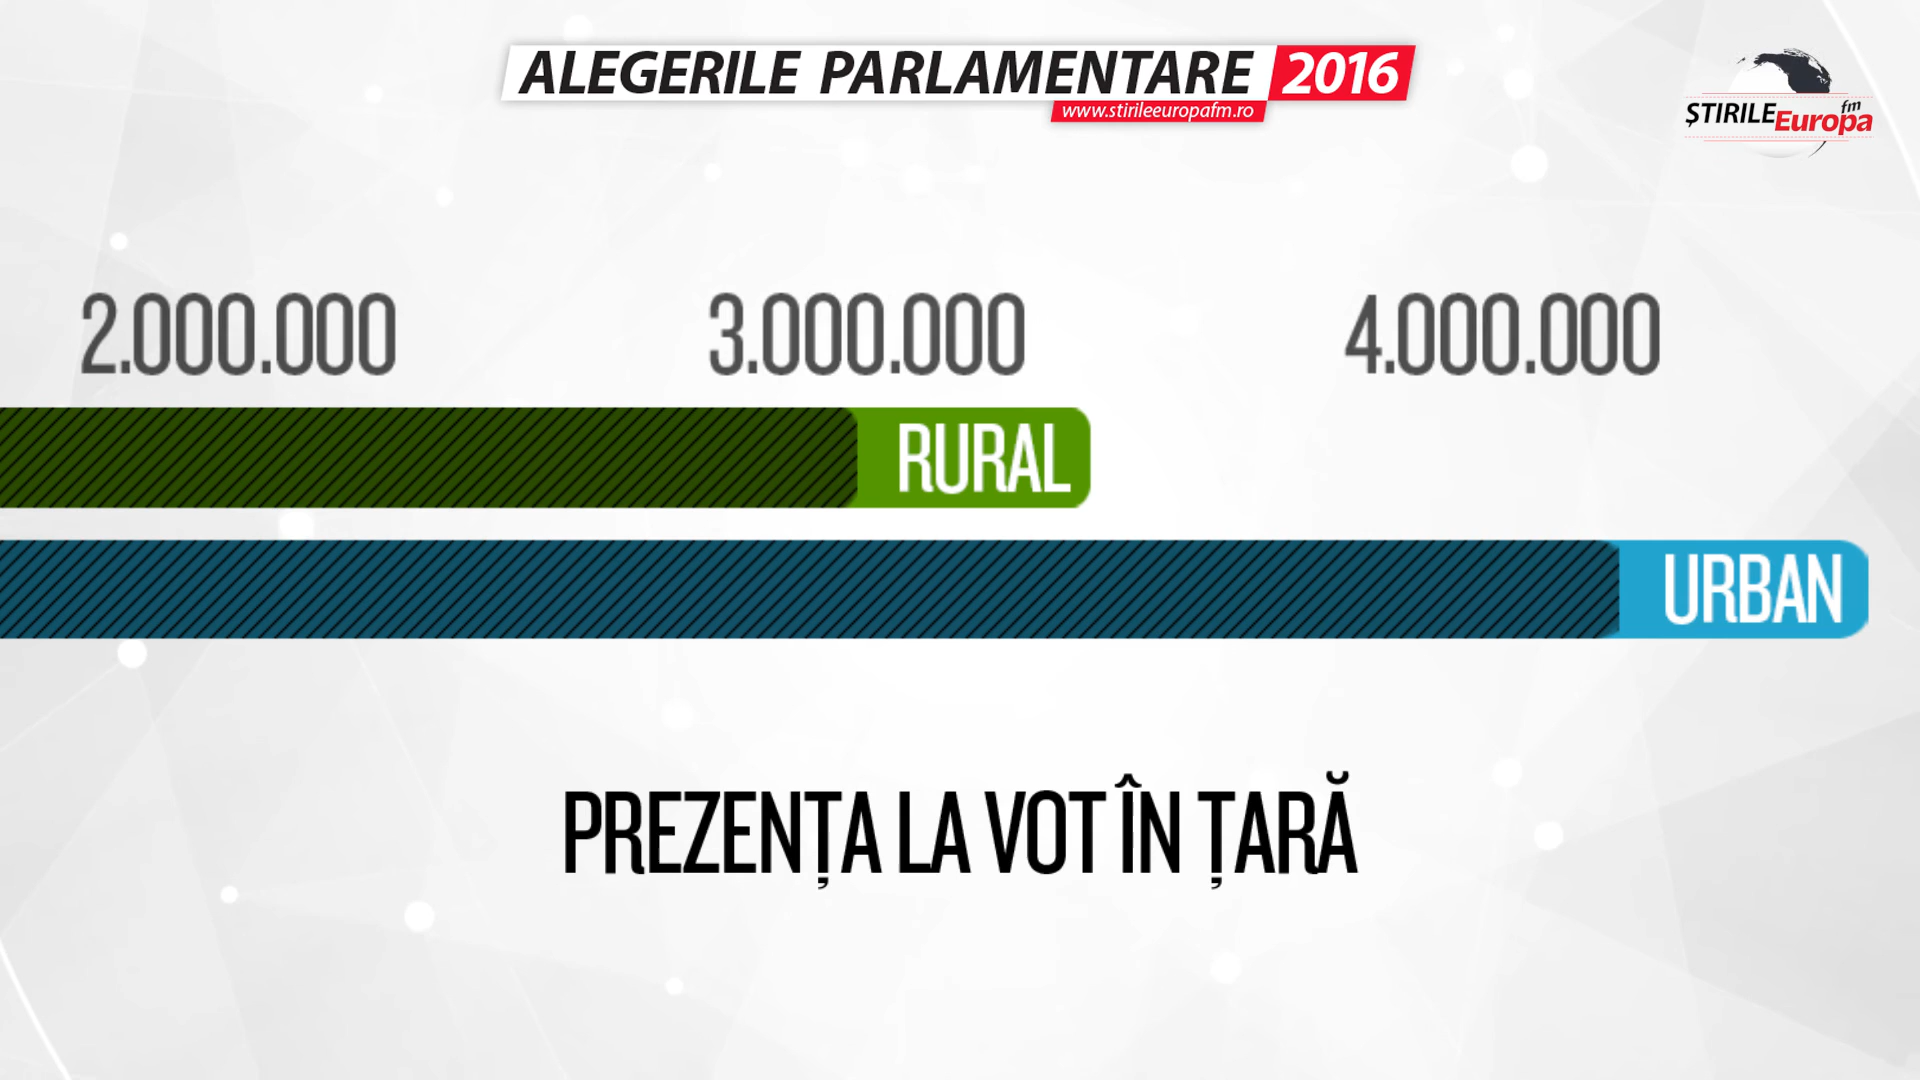 ALEGERILE PARLAMENTARE 2016
www.stirileeuropafm.ro
ȘTIRILE Europa fm
2.000.000 3.000.000 4.000.000
RURAL
URBAN
PREZENȚA LA VOT ÎN ȚARĂ